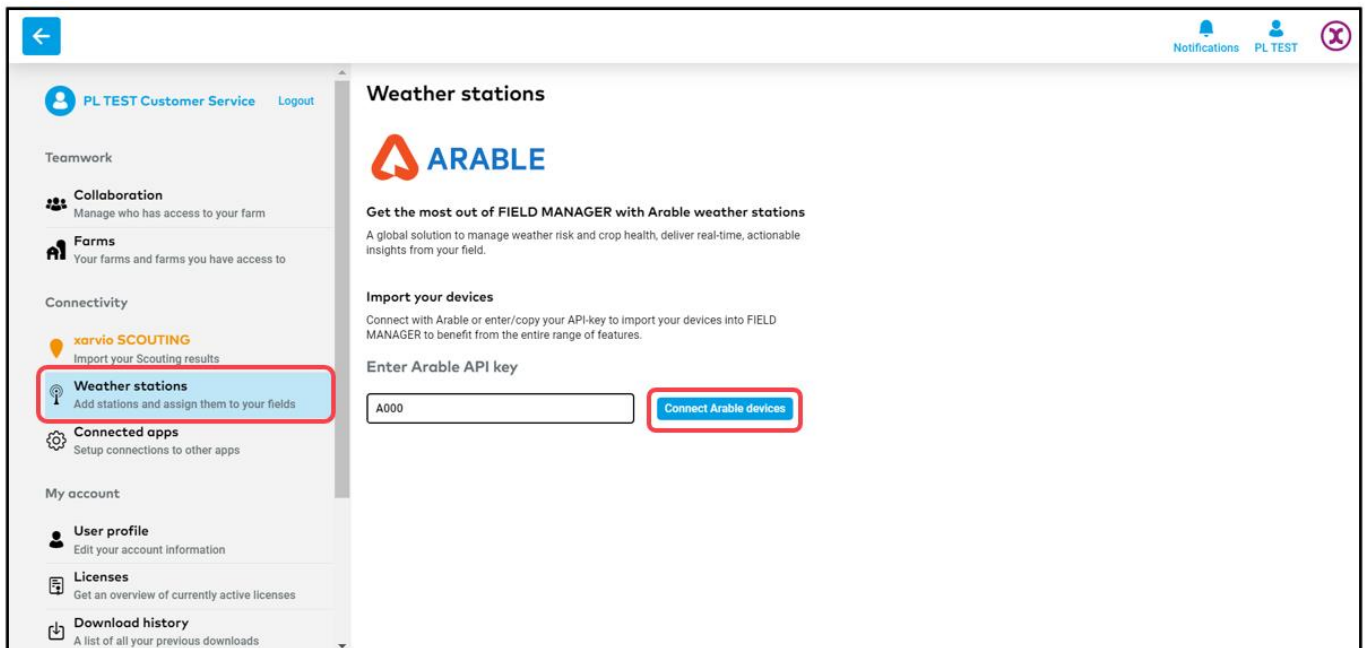 Notifications
PL TEST
PL TEST Customer Service
Logout
Teamwork
Collaboration
Manage who has access to your farm
Farms
Your farms and farms you have access to
Connectivity
xarvio SCOUTING
Import your Scouting results
Weather stations
Add stations and assign them to your fields
Connected apps
Setup connections to other apps
My account
User profile
Edit your account information
Licenses
Get an overview of currently active licenses
Download history
A list of all your previous downloads
Weather stations
ARABLE
Get the most out of FIELD MANAGER with Arable weather stations
A global solution to manage weather risk and crop health, deliver real-time, actionable
insights from your field.
Import your devices
Connect with Arable or enter/copy your API-key to import your devices into FIELD
MANAGER to benefit from the entire range of features.
Enter Arable API key
A000
Connect Arable devices